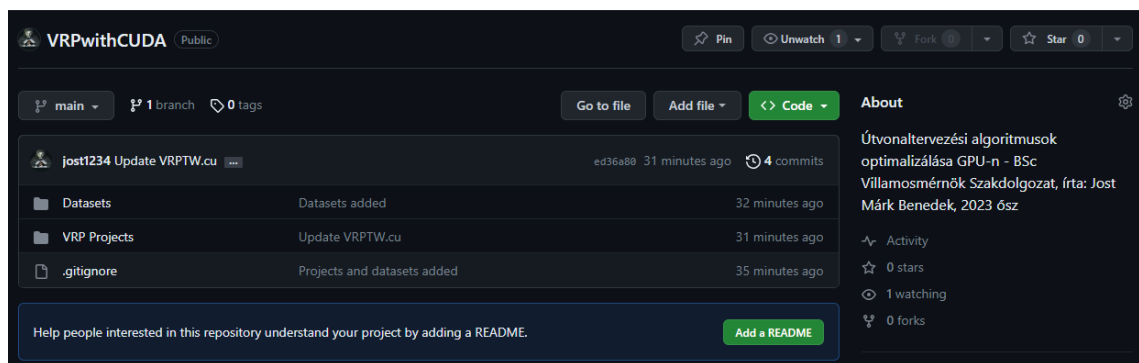 VRPwithCUDA Public Pin Unwatch 1 Fork 0 Star 0
main 1 branch 0 tags Go to file Add file <> Code
jost1234 Update VRPTW.cu ... ed36a80 31 minutes ago 4 commits
Datasets Datasets added 32 minutes ago
VRP Projects Update VRPTW.cu 31 minutes ago
.gitignore Projects and datasets added 35 minutes ago
Help people interested in this repository understand your project by adding a README. Add a README
About
Útvonaltervezési algoritmusok
optimalizálása GPU-n - BSc
Villamosmérnök Szakdolgozat, írta: Jost
Márk Benedek, 2023 ősz
Activity
0 stars
1 watching
0 forks